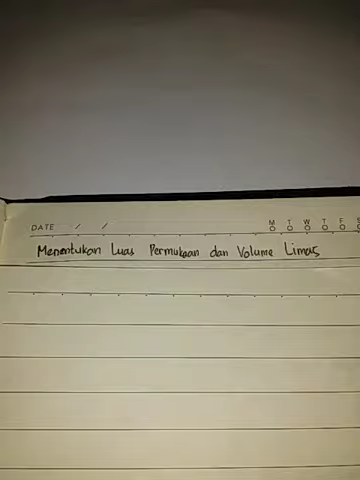 DATE / /
M T W T F S
Menentukan Luas Permukaan dan Volume Limas